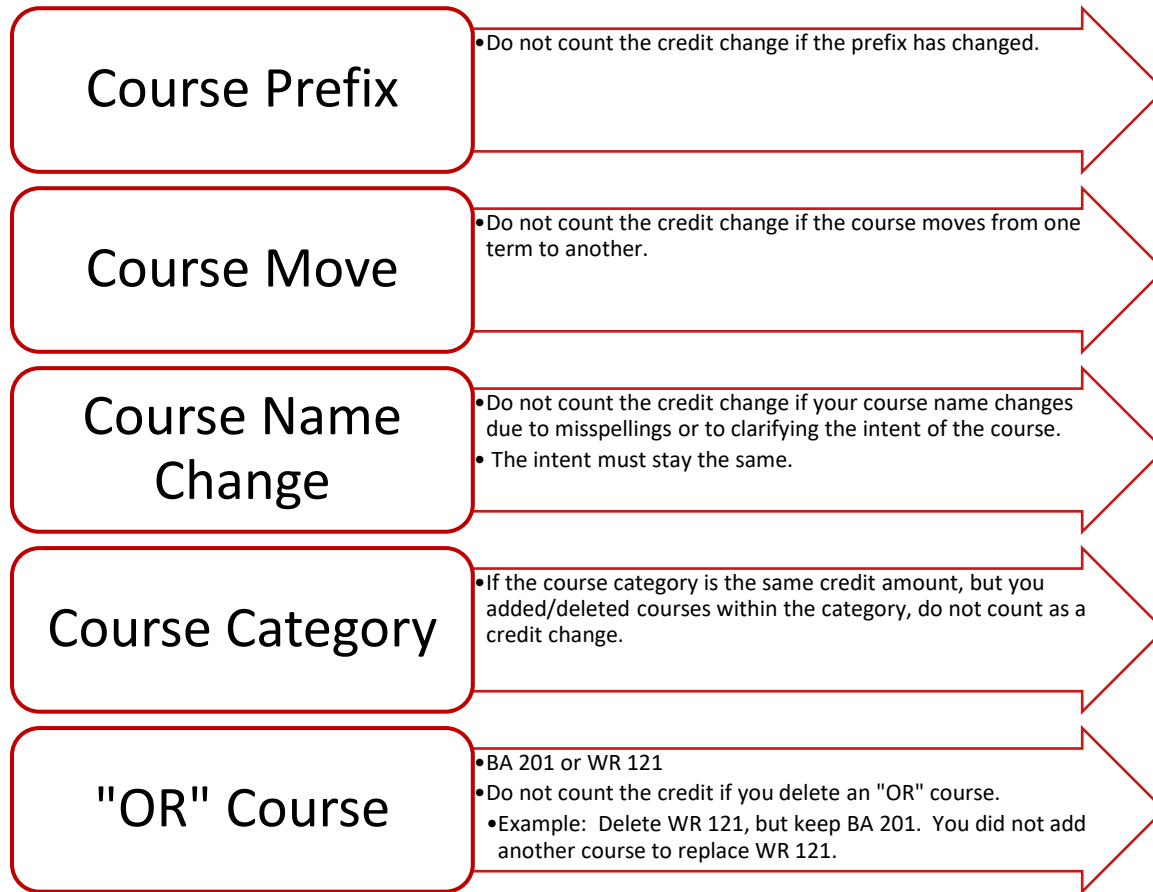 Course Prefix
•Do not count the credit change if the prefix has changed.
Course Move
•Do not count the credit change if the course moves from one
term to another.
Course Name
Change
•Do not count the credit change if your course name changes
due to misspellings or to clarifying the intent of the course.
• The intent must stay the same.
Course Category
•If the course category is the same credit amount, but you
added/deleted courses within the category, do not count as a
credit change.
"OR" Course
•BA 201 or WR 121
•Do not count the credit if you delete an "OR" course.
•Example:  Delete WR 121, but keep BA 201.  You did not add
another course to replace WR 121.